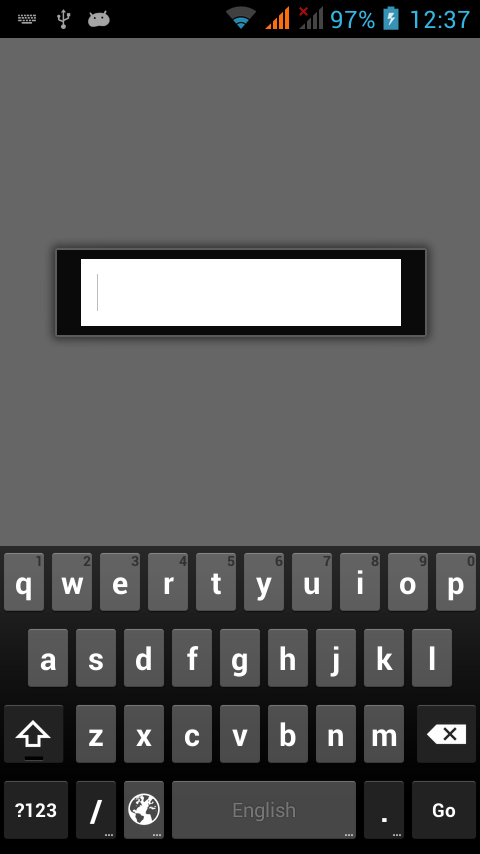 97% 12:37
1 2 3 4 5 6 7 8 9 0
q w e r t y u i o p
a s d f g h j k l
z x c v b n m
?123 / English . Go